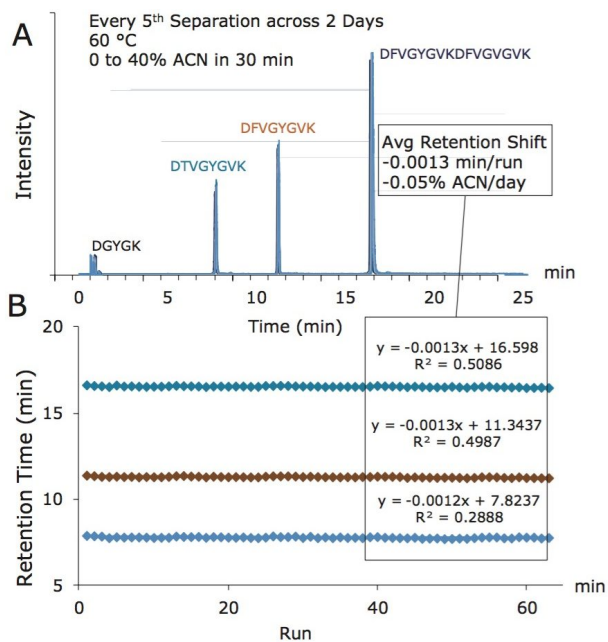 A
Every 5th Separation across 2 Days
60 °C
0 to 40% ACN in 30 min
DFVGYGVKDFVGVGVK
DFVGYGVK
DTVGYGVK
DGYGK
Avg Retention Shift
-0.0013 min/run
-0.05% ACN/day
Intensity
0 5 10 15 20 25
min
Time (min)
B
Retention Time (min)
20
15
10
5
y = -0.0013x + 16.598
R² = 0.5086
y = -0.0013x + 11.3437
R² = 0.4987
y = -0.0012x + 7.8237
R² = 0.2888
0 20 40 60
min
Run